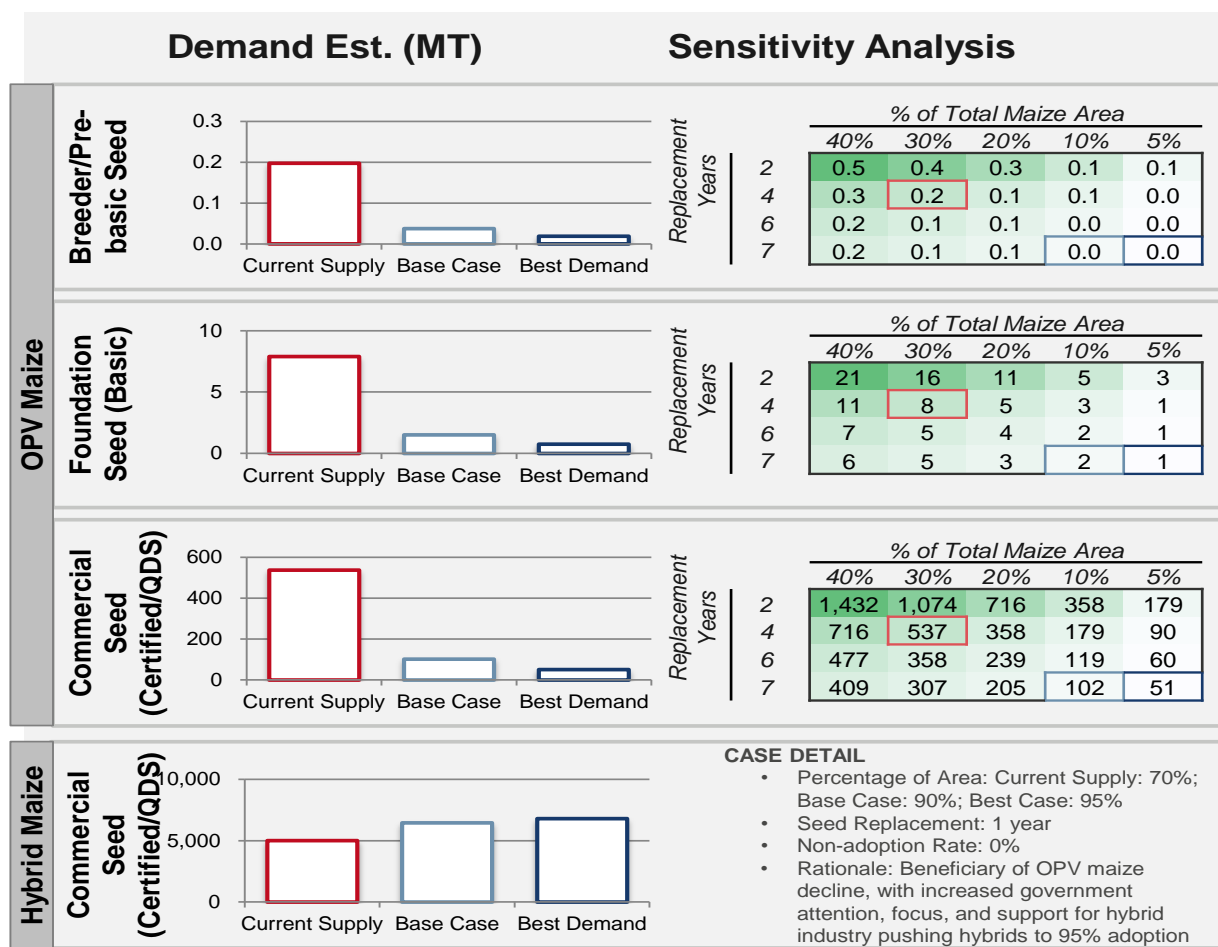 Demand Est. (MT)
Sensitivity Analysis
OPV Maize
Breeder/Pre-
basic Seed
0.3
0.2
0.1
0.0
Current Supply Base Case Best Demand
Replacement
Years
% of Total Maize Area
40% 30% 20% 10% 5%
2 0.5 0.4 0.3 0.1 0.1
4 0.3 0.2 0.1 0.1 0.0
6 0.2 0.1 0.1 0.0 0.0
7 0.2 0.1 0.1 0.0 0.0
Foundation
Seed (Basic)
10
5
0
Current Supply Base Case Best Demand
Replacement
Years
% of Total Maize Area
40% 30% 20% 10% 5%
2 21 16 11 5 3
4 11 8 5 3 1
6 7 5 4 2 1
7 6 5 3 2 1
Commercial
Seed
(Certified/QDS)
600
400
200
0
Current Supply Base Case Best Demand
Replacement
Years
% of Total Maize Area
40% 30% 20% 10% 5%
2 1,432 1,074 716 358 179
4 716 537 358 179 90
6 477 358 239 119 60
7 409 307 205 102 51
Hybrid Maize
Commercial
Seed
(Certified/QDS)
10,000
5,000
0
Current Supply Base Case Best Demand
CASE DETAIL
• Percentage of Area: Current Supply: 70%;
Base Case: 90%; Best Case: 95%
• Seed Replacement: 1 year
• Non-adoption Rate: 0%
• Rationale: Beneficiary of OPV maize
decline, with increased government
attention, focus, and support for hybrid
industry pushing hybrids to 95% adoption